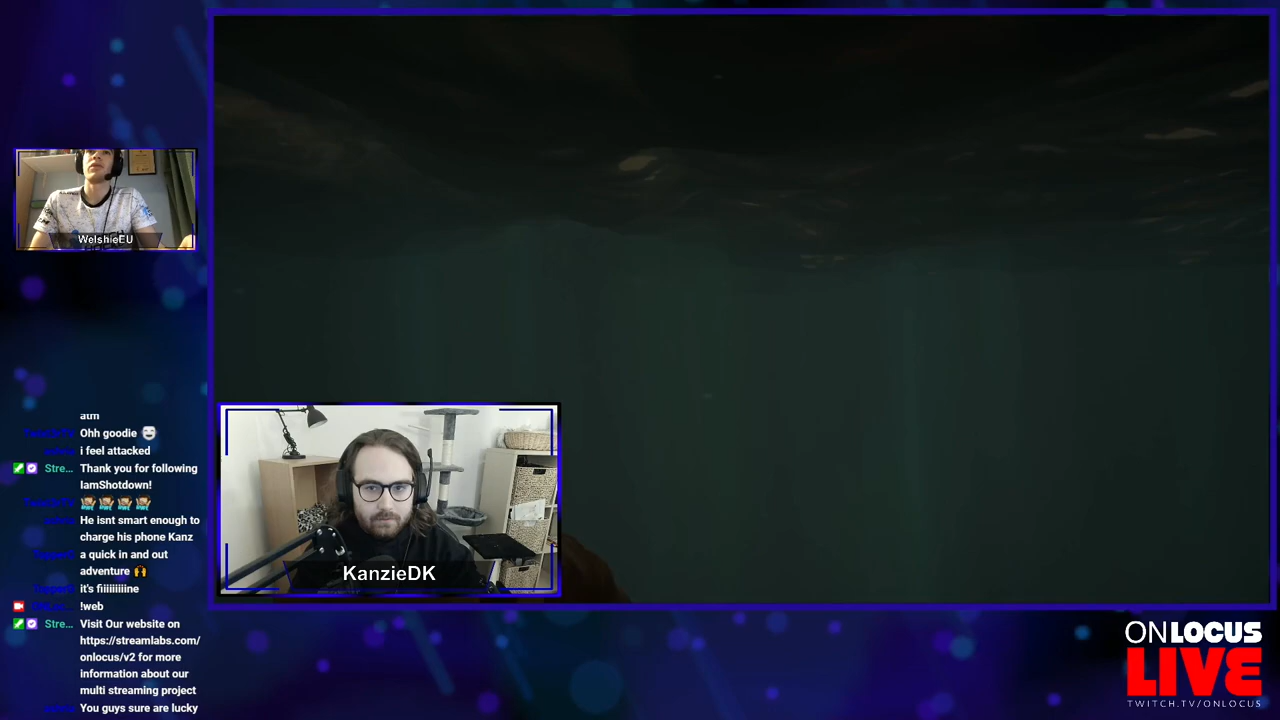 WelshieEU
Ohh goodie
i feel attacked
Stre... Thank you for following
IamShotdown!
He isnt smart enough to
charge his phone Kanz
a quick in and out
adventure
it's fiiiiiiiiine
!web
Stre... Visit Our website on
https://streamlabs.com/
onlocus/v2 for more
information about our
multi streaming project
You guys sure are lucky
KanzieDK
ONLOCUS
LIVE
TWITCH.TV/ONLOCUS